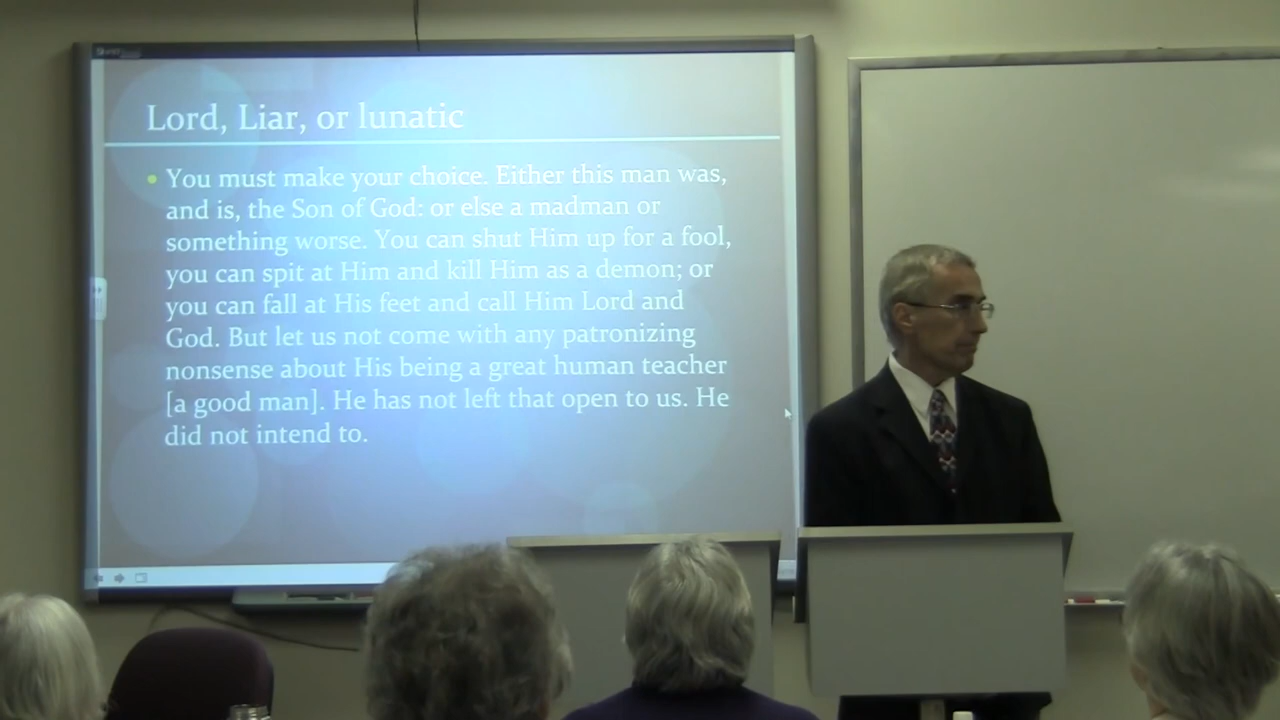 Lord, Liar, or lunatic
You must make your choice. Either this man was,
and is, the Son of God: or else a madman or
something worse. You can shut Him up for a fool,
you can spit at Him and kill Him as a demon; or
you can fall at His feet and call Him Lord and
God. But let us not come with any patronizing
nonsense about His being a great human teacher
[a good man]. He has not left that open to us. He
did not intend to.